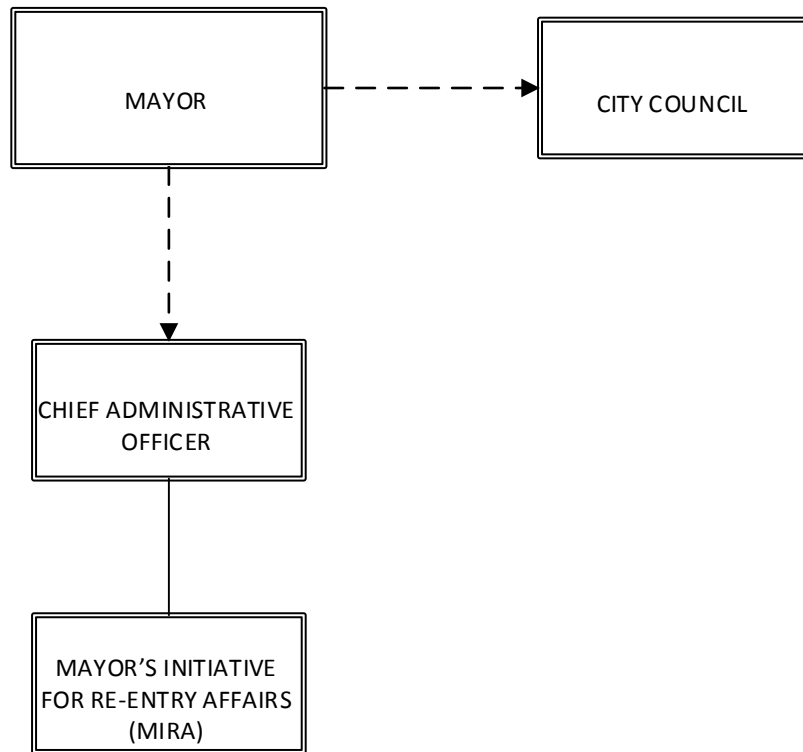 MAYOR
CITY COUNCIL
CHIEF ADMINISTRATIVE
OFFICER
MAYOR’S INITIATIVE
FOR RE-ENTRY AFFAIRS
(MIRA)